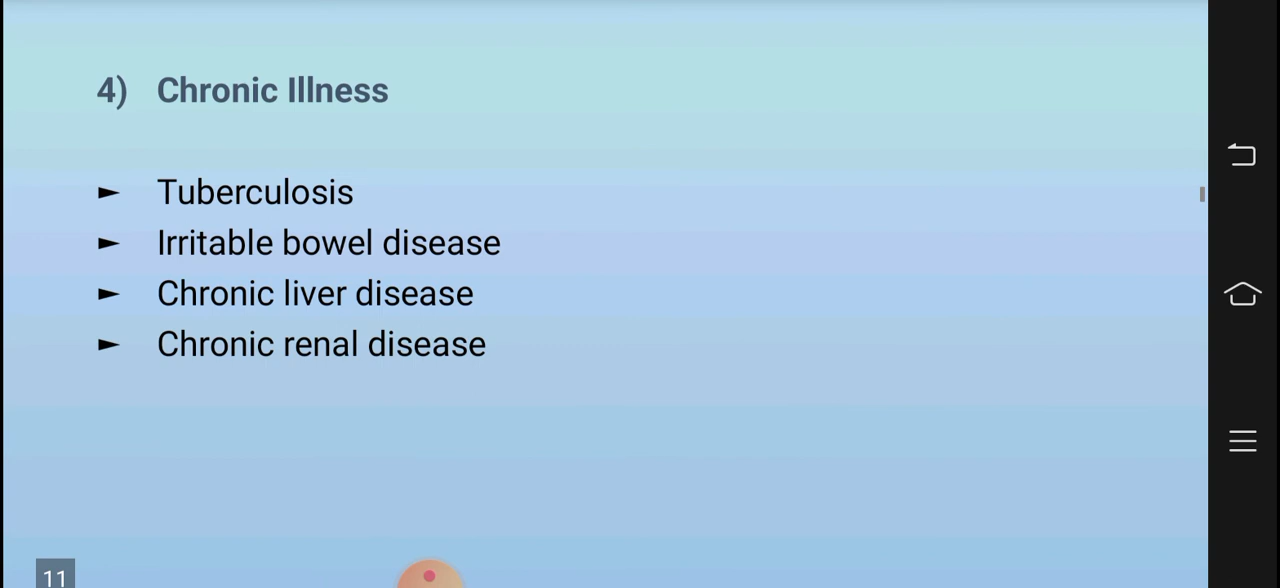 4) Chronic Illness
► Tuberculosis
► Irritable bowel disease
► Chronic liver disease
► Chronic renal disease
11